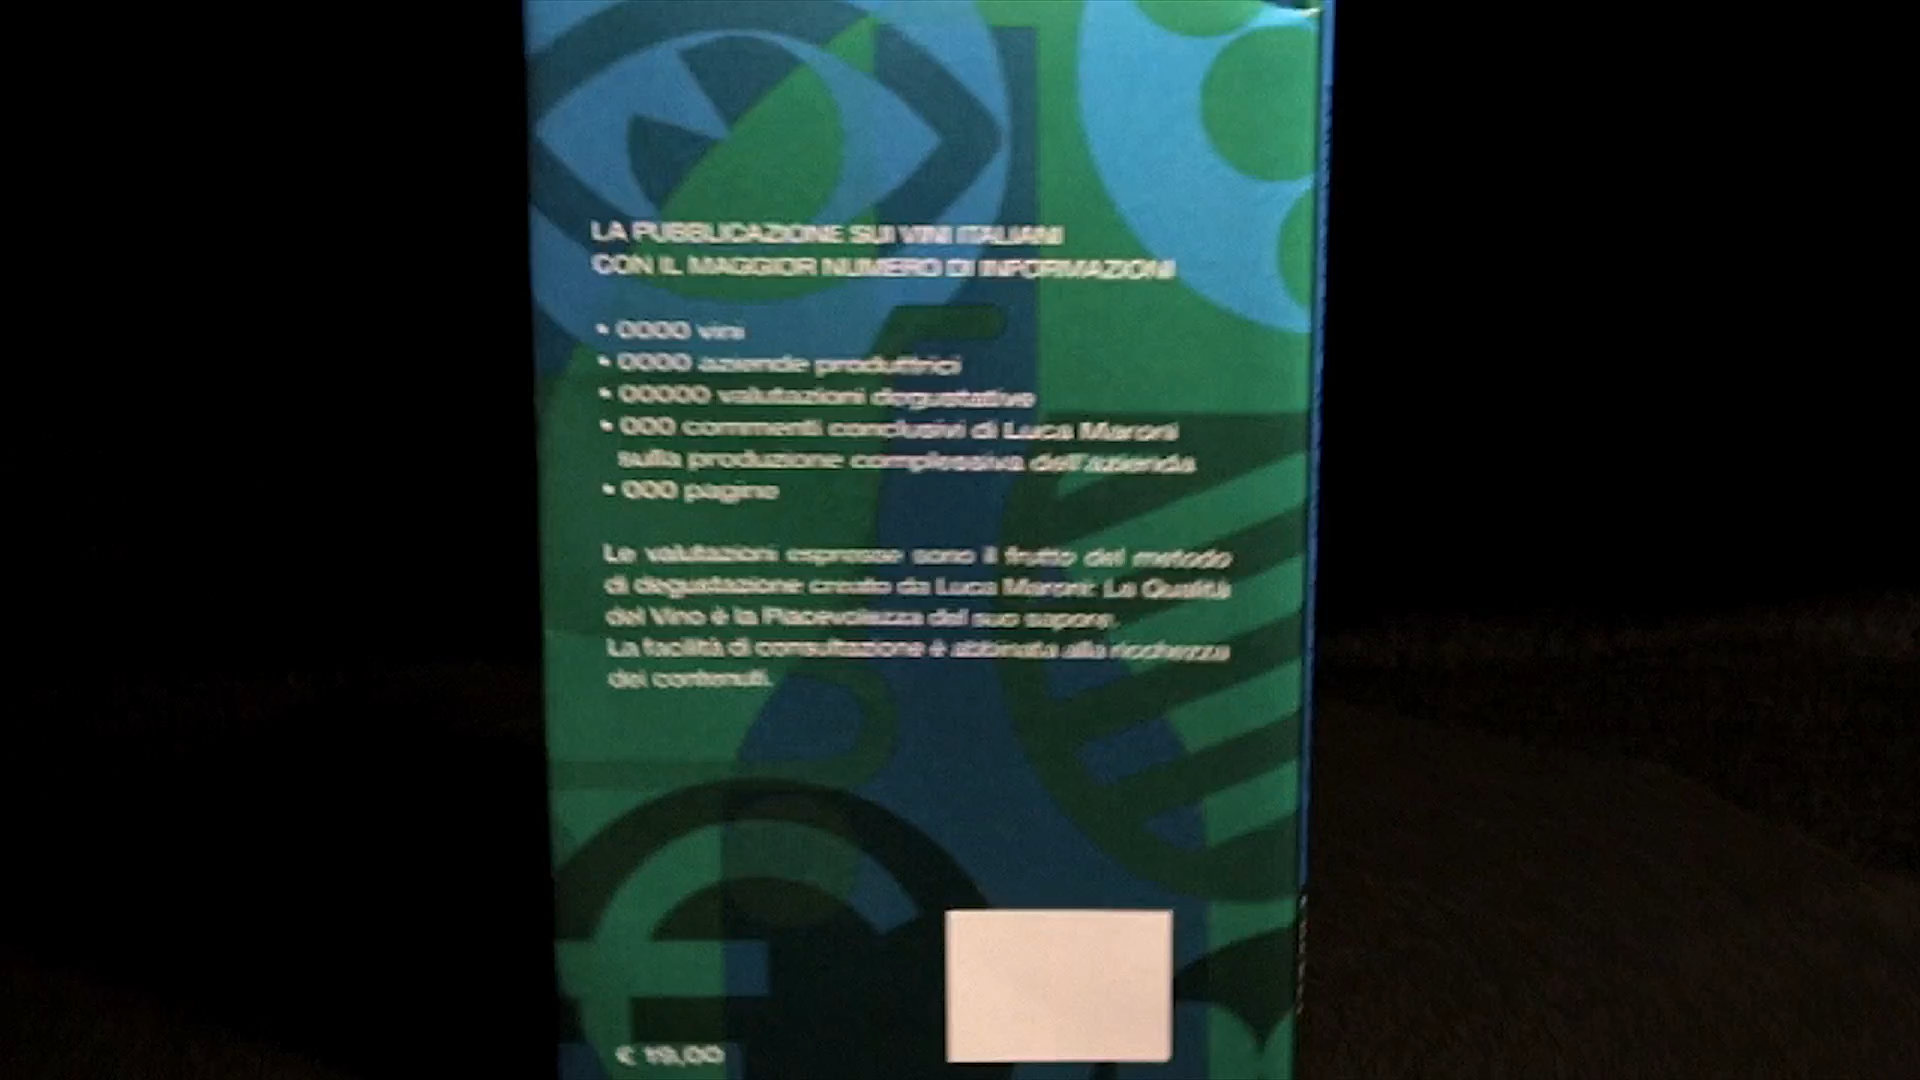 LA PUBBLICAZIONE SUI VINI ITALIANI
CON IL MAGGIOR NUMERO DI INFORMAZIONI
• 0000 vini
• 0000 aziende produttrici
• 00000 valutazioni degustative
• 000 commenti conclusivi di Luca Maroni
sulla produzione complessiva dell'azienda
• 000 pagine
Le valutazioni espresse sono il frutto del metodo
di degustazione creato da Luca Maroni: La Qualità
del Vino è la Piacevolezza del suo sapore.
La facilità di consultazione è abbinata alla ricchezza
dei contenuti.
€ 19,00